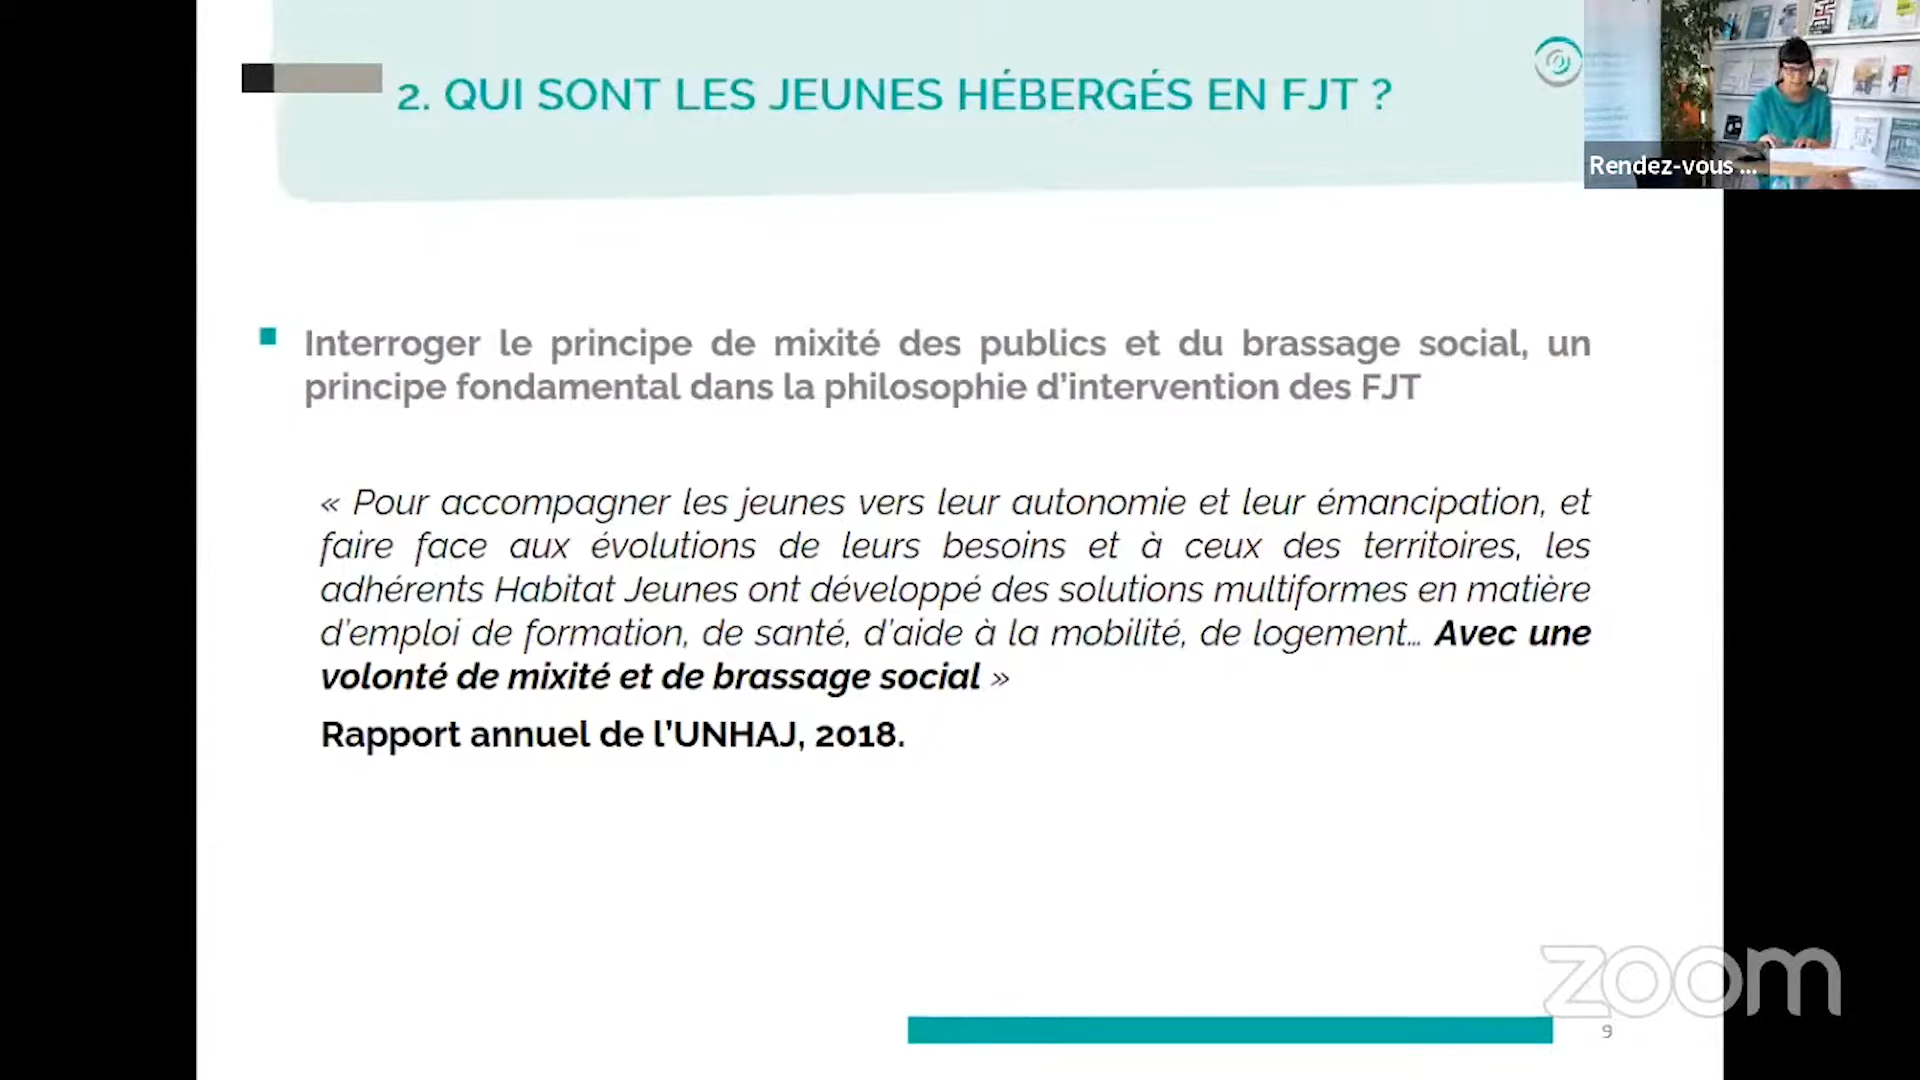 2. QUI SONT LES JEUNES HÉBERGÉS EN FJT ?
Rendez-vous ...
Interroger le principe de mixité des publics et du brassage social, un
principe fondamental dans la philosophie d'intervention des FJT
« Pour accompagner les jeunes vers leur autonomie et leur émancipation, et
faire face aux évolutions de leurs besoins et à ceux des territoires, les
adhérents Habitat Jeunes ont développé des solutions multiformes en matière
d'emploi de formation, de santé, d'aide à la mobilité, de logement… Avec une
volonté de mixité et de brassage social »
Rapport annuel de l'UNHAJ, 2018.
zoom
9